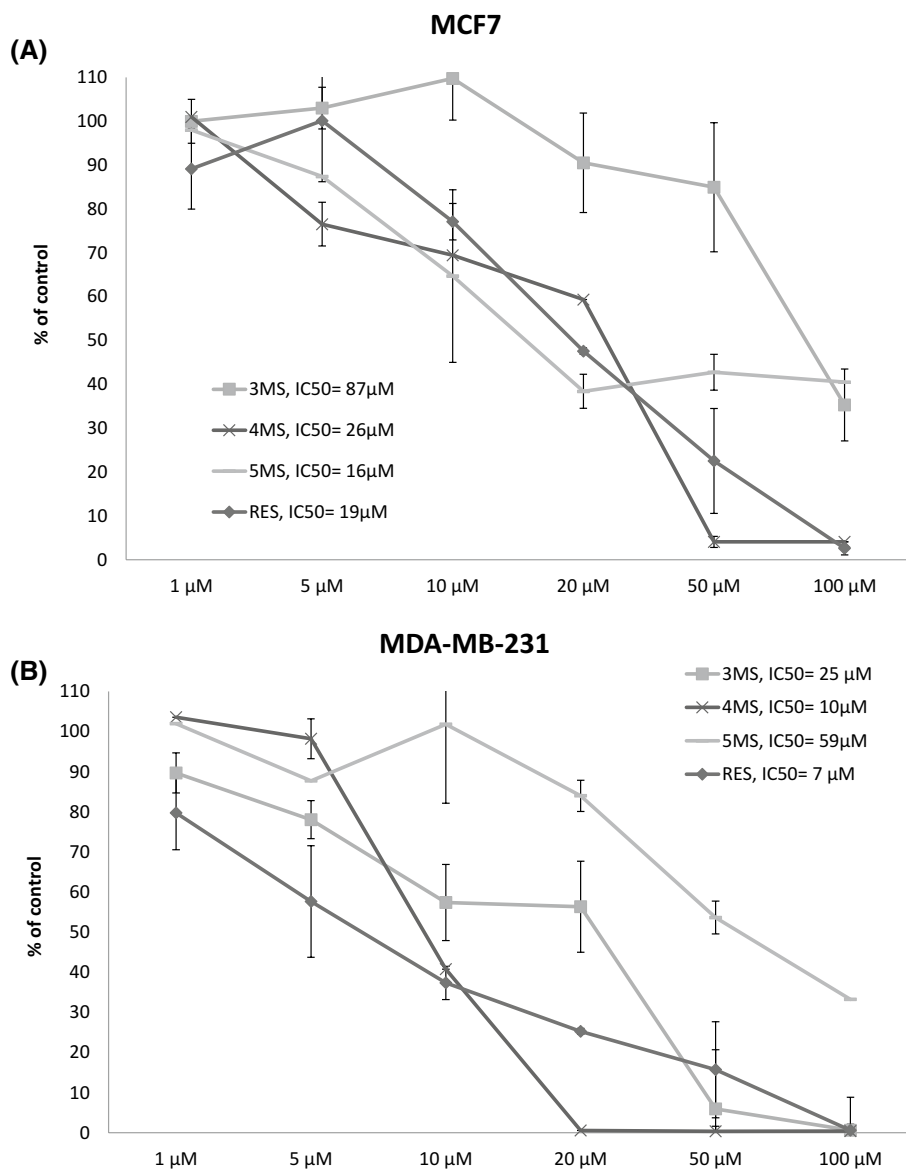 MCF7
(A)
110
100
90
80
70
60
50
40
30
20
10
0
% of control
3MS, IC50= 87µM
4MS, IC50= 26µM
5MS, IC50= 16µM
RES, IC50= 19µM
1 µM 5 µM 10 µM 20 µM 50 µM 100 µM
MDA-MB-231
(B)
110
100
90
80
70
60
50
40
30
20
10
0
% of control
3MS, IC50= 25 µM
4MS, IC50= 10µM
5MS, IC50= 59µM
RES, IC50= 7 µM
1 µM 5 µM 10 µM 20 µM 50 µM 100 µM